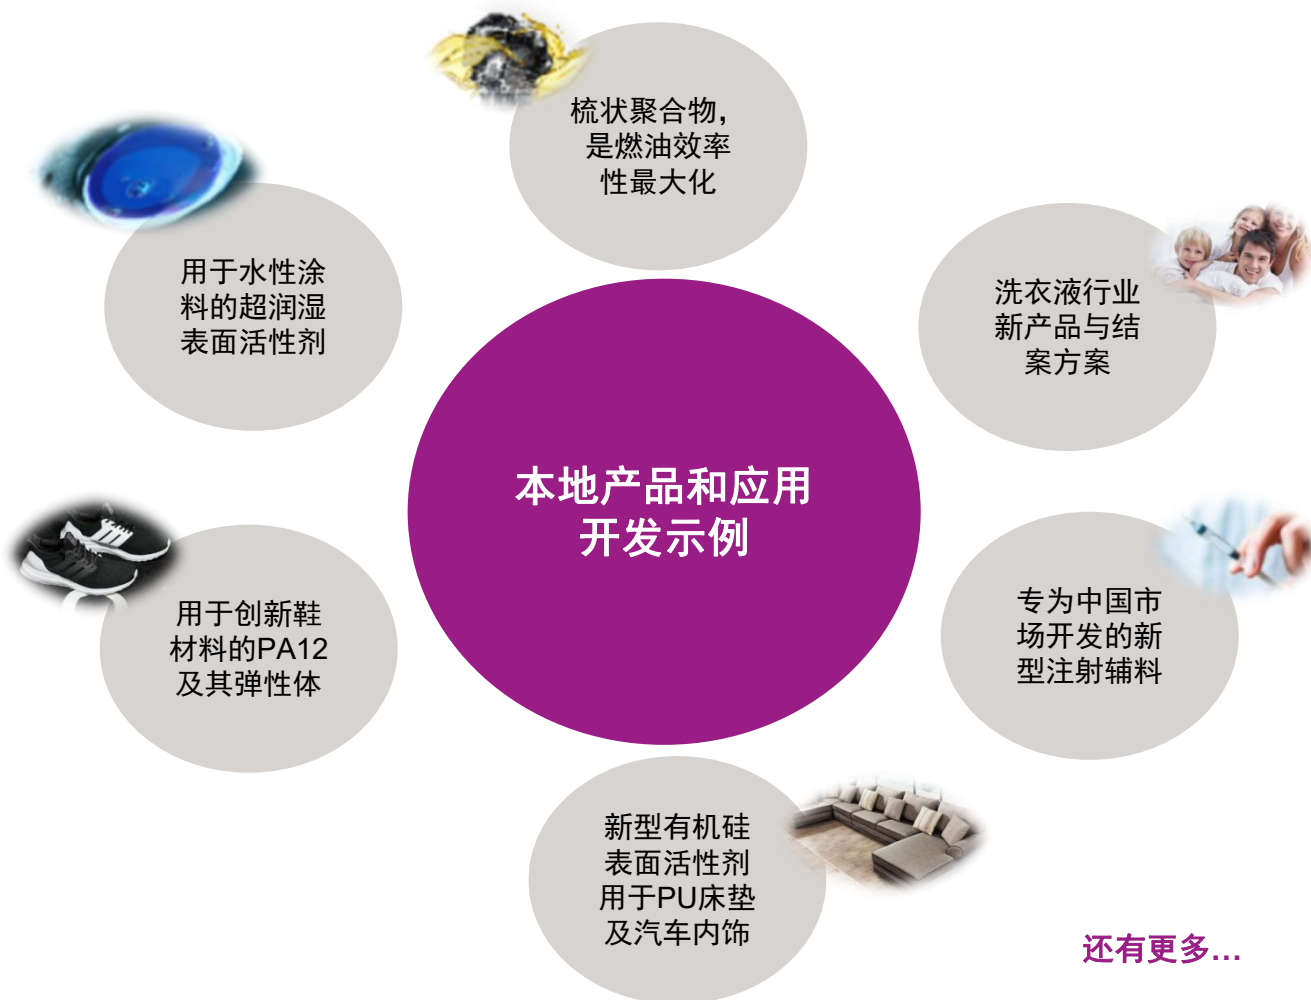 梳状聚合物，
是燃油效率
性最大化
用于水性涂
料的超润湿
表面活性剂
洗衣液行业
新产品与结
案方案
本地产品和应用
开发示例
用于创新鞋
材料的PA12
及其弹性体
专为中国市
场开发的新
型注射辅料
新型有机硅
表面活性剂
用于PU床垫
及汽车内饰
还有更多...